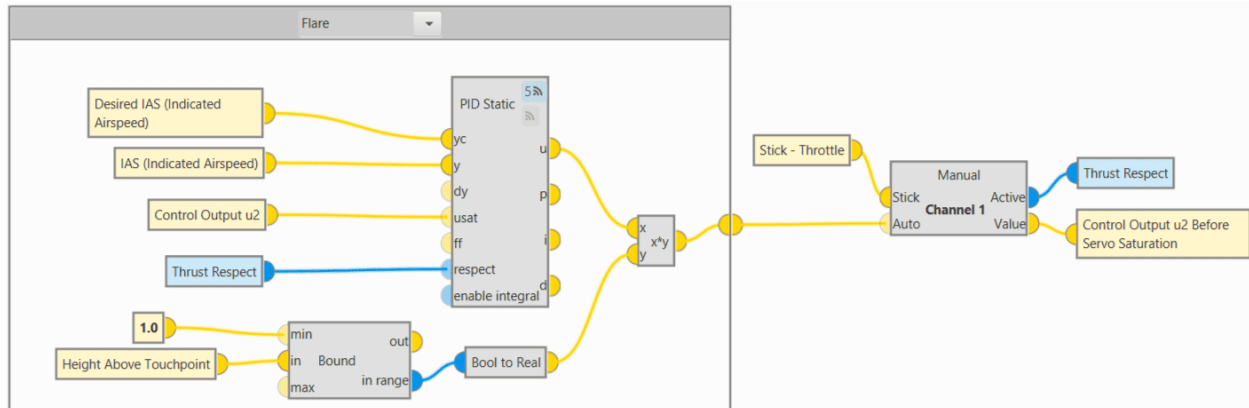 Flare
Desired IAS (Indicated
Airspeed)
IAS (Indicated Airspeed)
Control Output u2
Thrust Respect
PID Static
5
yc
y
dy
usat
ff
respect
enable integral
u
p
i
d
1.0
Height Above Touchpoint
min
in
max
Bound
out
in range
Bool to Real
x
y
x*y
Stick - Throttle
Manual
Stick
Auto
Channel 1
Active
Value
Thrust Respect
Control Output u2 Before
Servo Saturation